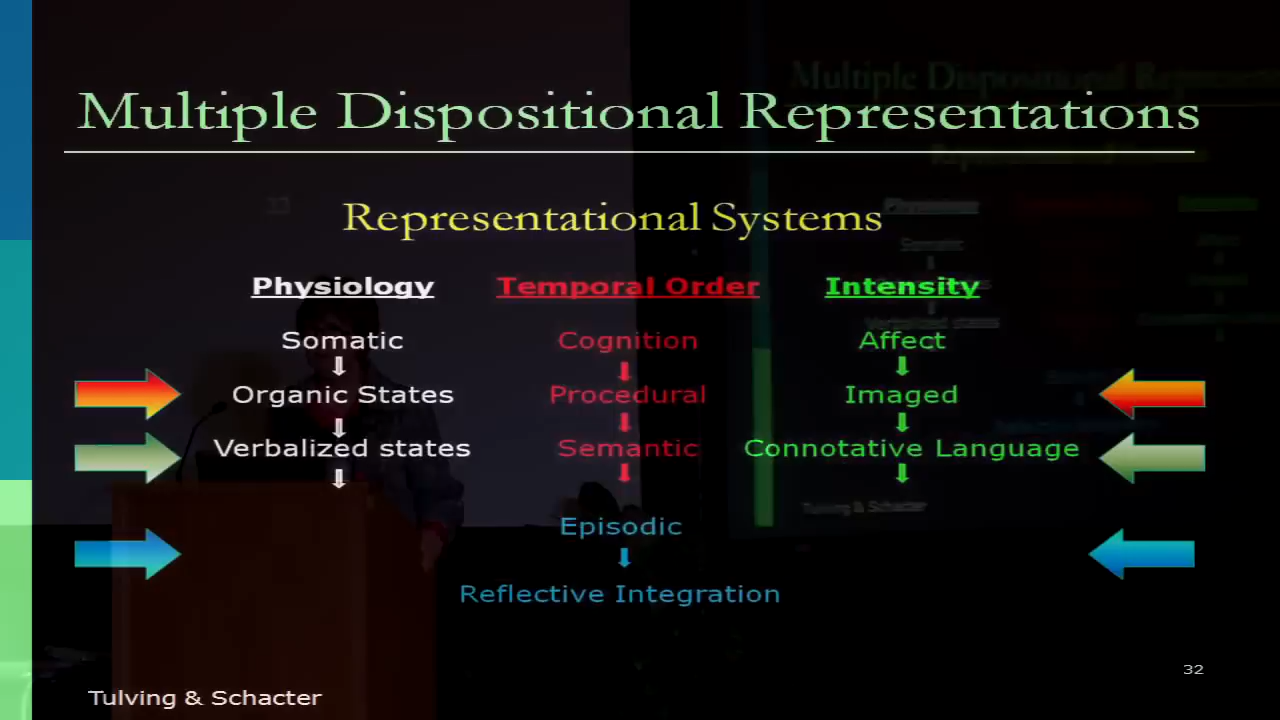 Multiple Dispositional Representations
Representational Systems
Physiology Temporal Order Intensity
Somatic Cognition Affect
Organic States Procedural Imaged
Verbalized states Semantic Connotative Language
Episodic
Reflective Integration
32
Tulving & Schacter